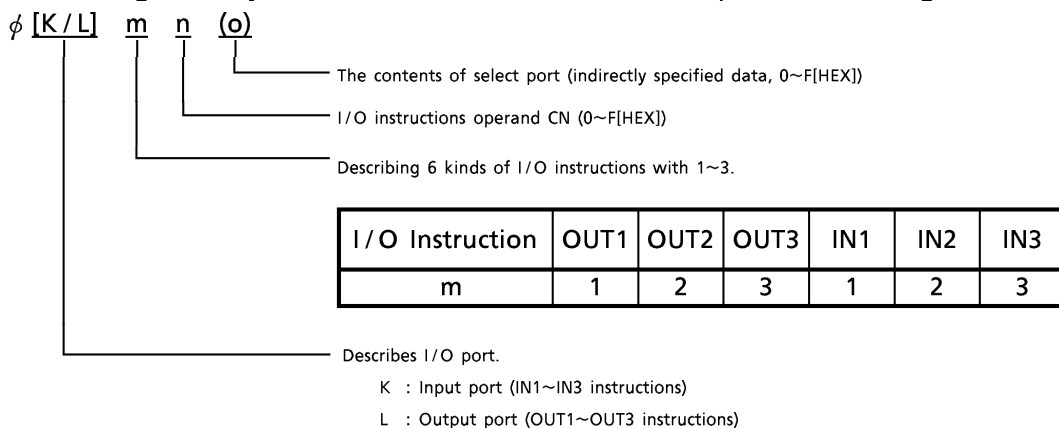 ϕ [K/L] m n (o)
The contents of select port (indirectly specified data, 0~F[HEX])
I/O instructions operand CN (0~F[HEX])
Describing 6 kinds of I/O instructions with 1~3.
I/O Instruction OUT1 OUT2 OUT3 IN1 IN2 IN3
m 1 2 3 1 2 3
Describes I/O port.
K : Input port (IN1~IN3 instructions)
L : Output port (OUT1~OUT3 instructions)